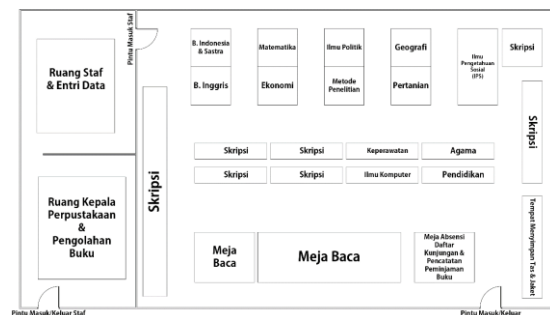 Pintu Masuk Staf
Ruang Staf
& Entri Data
B. Indonesia
& Sastra
Matematika
Ilmu Politik
Geografi
Ilmu
Pengetahuan
Sosial
(IPS)
Skripsi
B. Inggris
Ekonomi
Metode
Penelitian
Pertanian
Skripsi
Skripsi
Skripsi
Skripsi
Keperawatan
Agama
Skripsi
Skripsi
Ilmu Komputer
Pendidikan
Ruang Kepala
Perpustakaan
&
Pengolahan
Buku
Meja
Baca
Meja Baca
Meja Absensi
Daftar
Kunjungan &
Pencatatan
Peminjaman
Buku
Tempat Menyimpan Tas & Jaket
Pintu Masuk/Keluar Staf
Pintu Masuk/Keluar